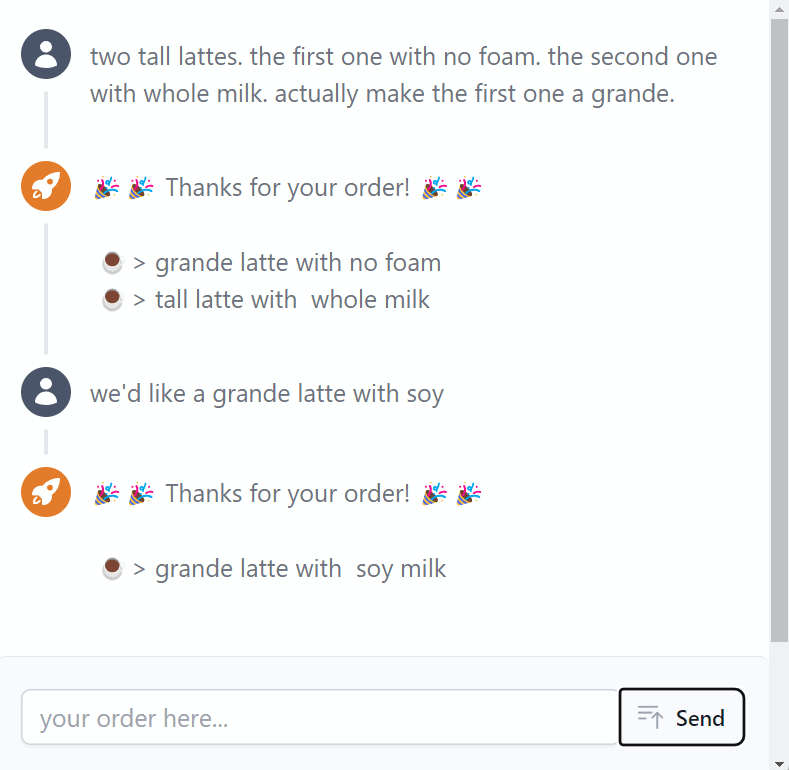 two tall lattes. the first one with no foam. the second one
with whole milk. actually make the first one a grande.
🎉 🎉 Thanks for your order! 🎉 🎉
☕ > grande latte with no foam
☕ > tall latte with  whole milk
we'd like a grande latte with soy
🎉 🎉 Thanks for your order! 🎉 🎉
☕ > grande latte with  soy milk
your order here...
Send